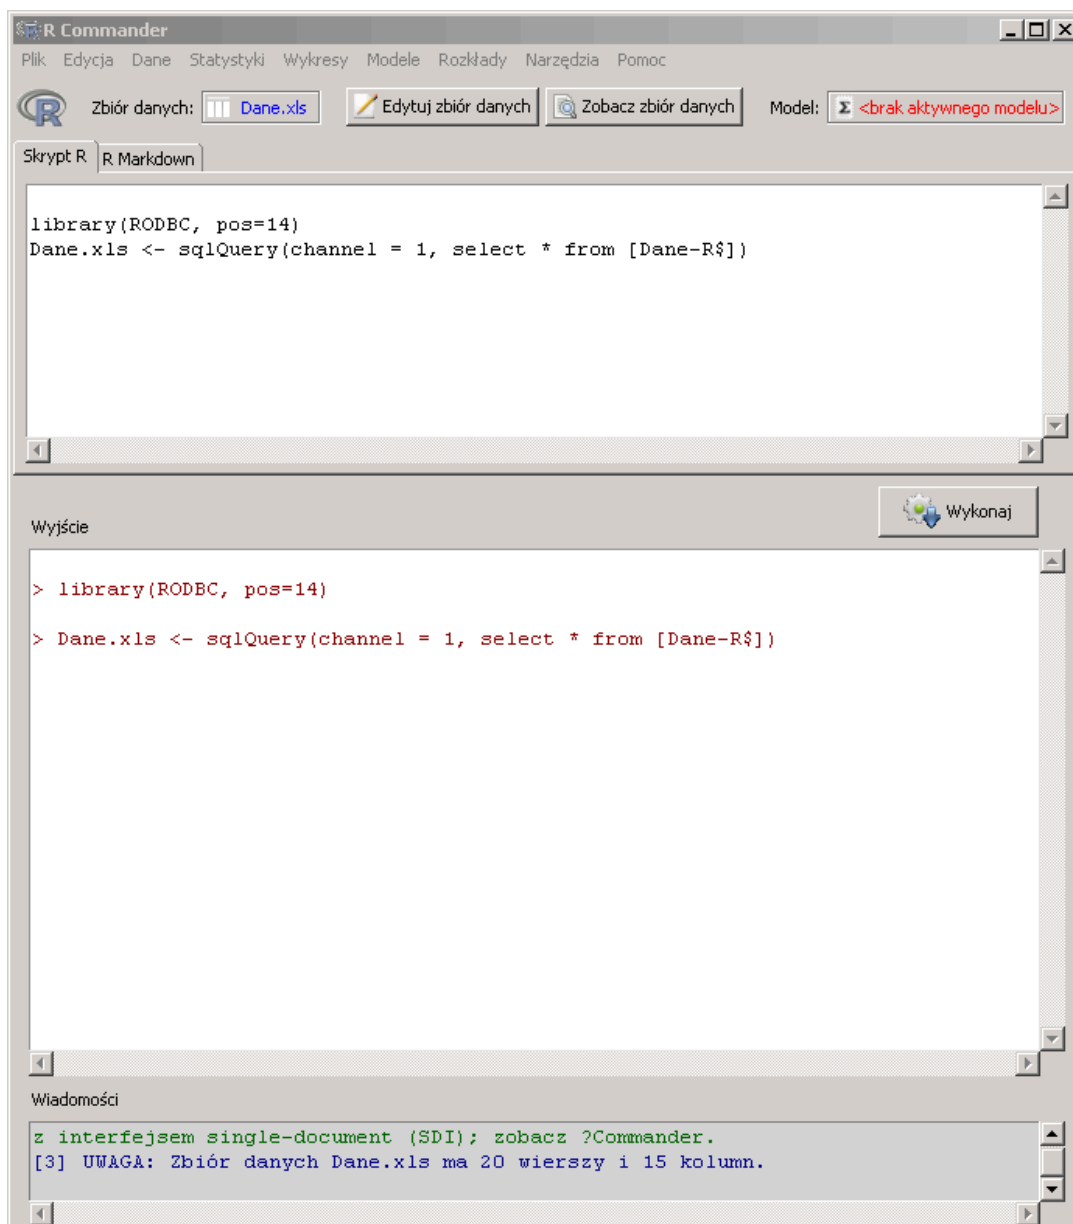 R Commander
Plik Edycja Dane Statystyki Wykresy Modele Rozkłady Narzędzia Pomoc
R Zbiór danych: Dane.xls Edytuj zbiór danych Zobacz zbiór danych Model: Σ <brak aktywnego modelu>
Skrypt R R Markdown
library(RODBC, pos=14)
Dane.xls <- sqlQuery(channel = 1, select * from [Dane-R$])
Wykonaj
Wyjście
> library(RODBC, pos=14)
> Dane.xls <- sqlQuery(channel = 1, select * from [Dane-R$])
Wiadomości
z interfejsem single-document (SDI); zobacz ?Commander.
[3] UWAGA: Zbiór danych Dane.xls ma 20 wierszy i 15 kolumn.